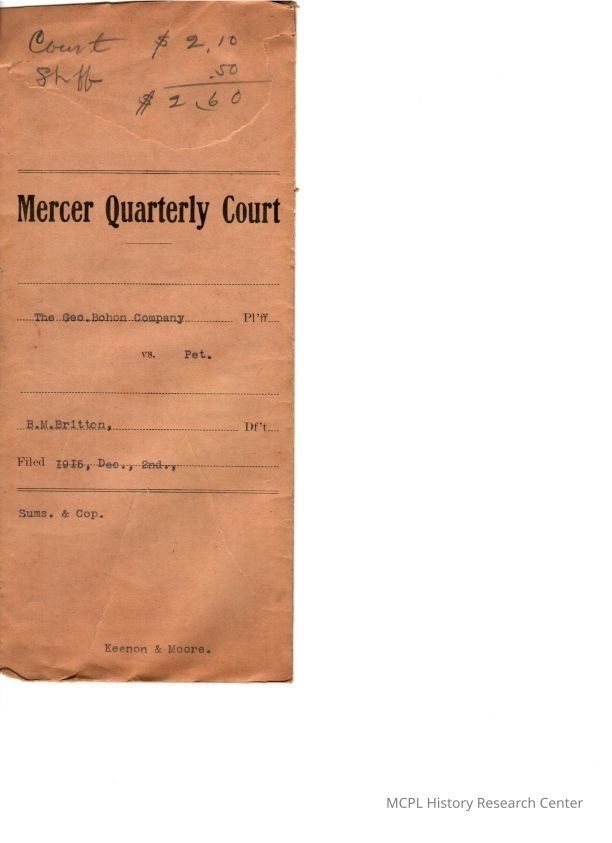 Court $ 2.10
Shff .50
$ 2.60
Mercer Quarterly Court
The Geo.Bohon Company Pl'ff
vs. Pet.
B.M.Britton, Df't
Filed 1915, Dec., 2nd.,
Sums. & Cop.
Keenon & Moore.
MCPL History Research Center